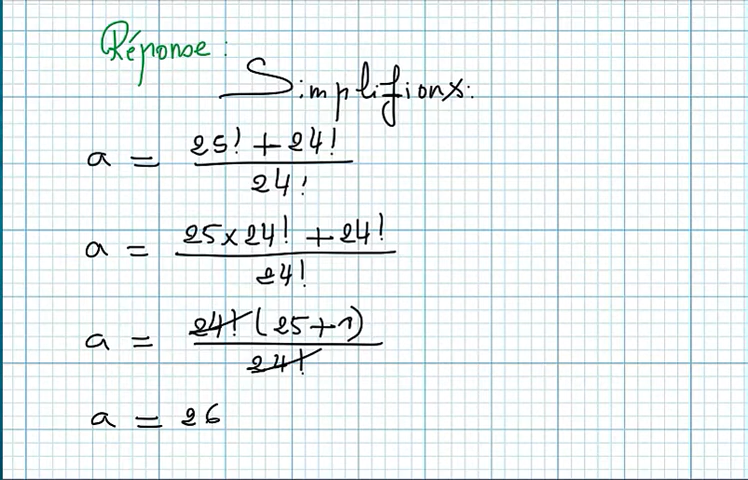 Réponse :
Simplifions :
a = (25! + 24!) / 24!
a = (25×24! + 24!) / 24!
a = 24!(25+1) / 24!
a = 26